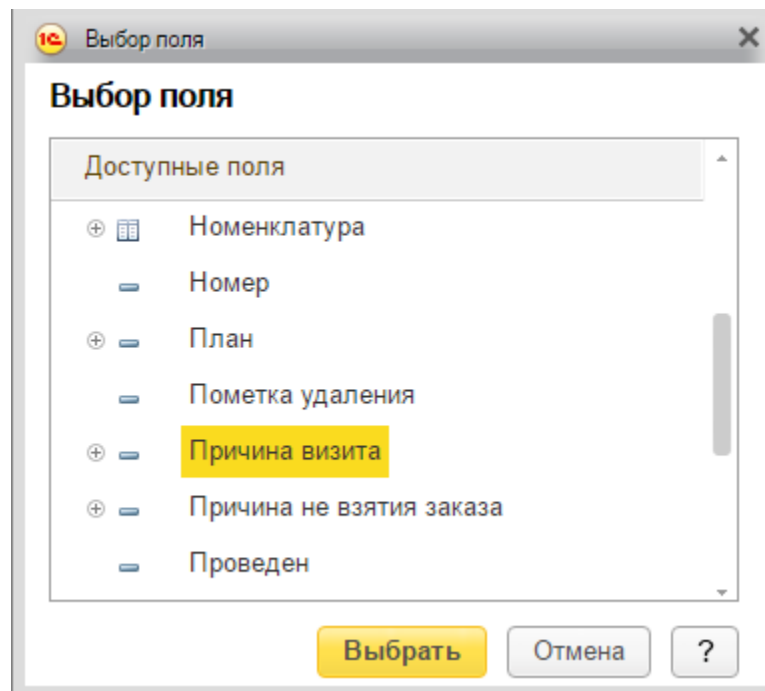 1С Выбор поля
Выбор поля
Доступные поля
Номенклатура
Номер
План
Пометка удаления
Причина визита
Причина не взятия заказа
Проведен
Выбрать Отмена ?